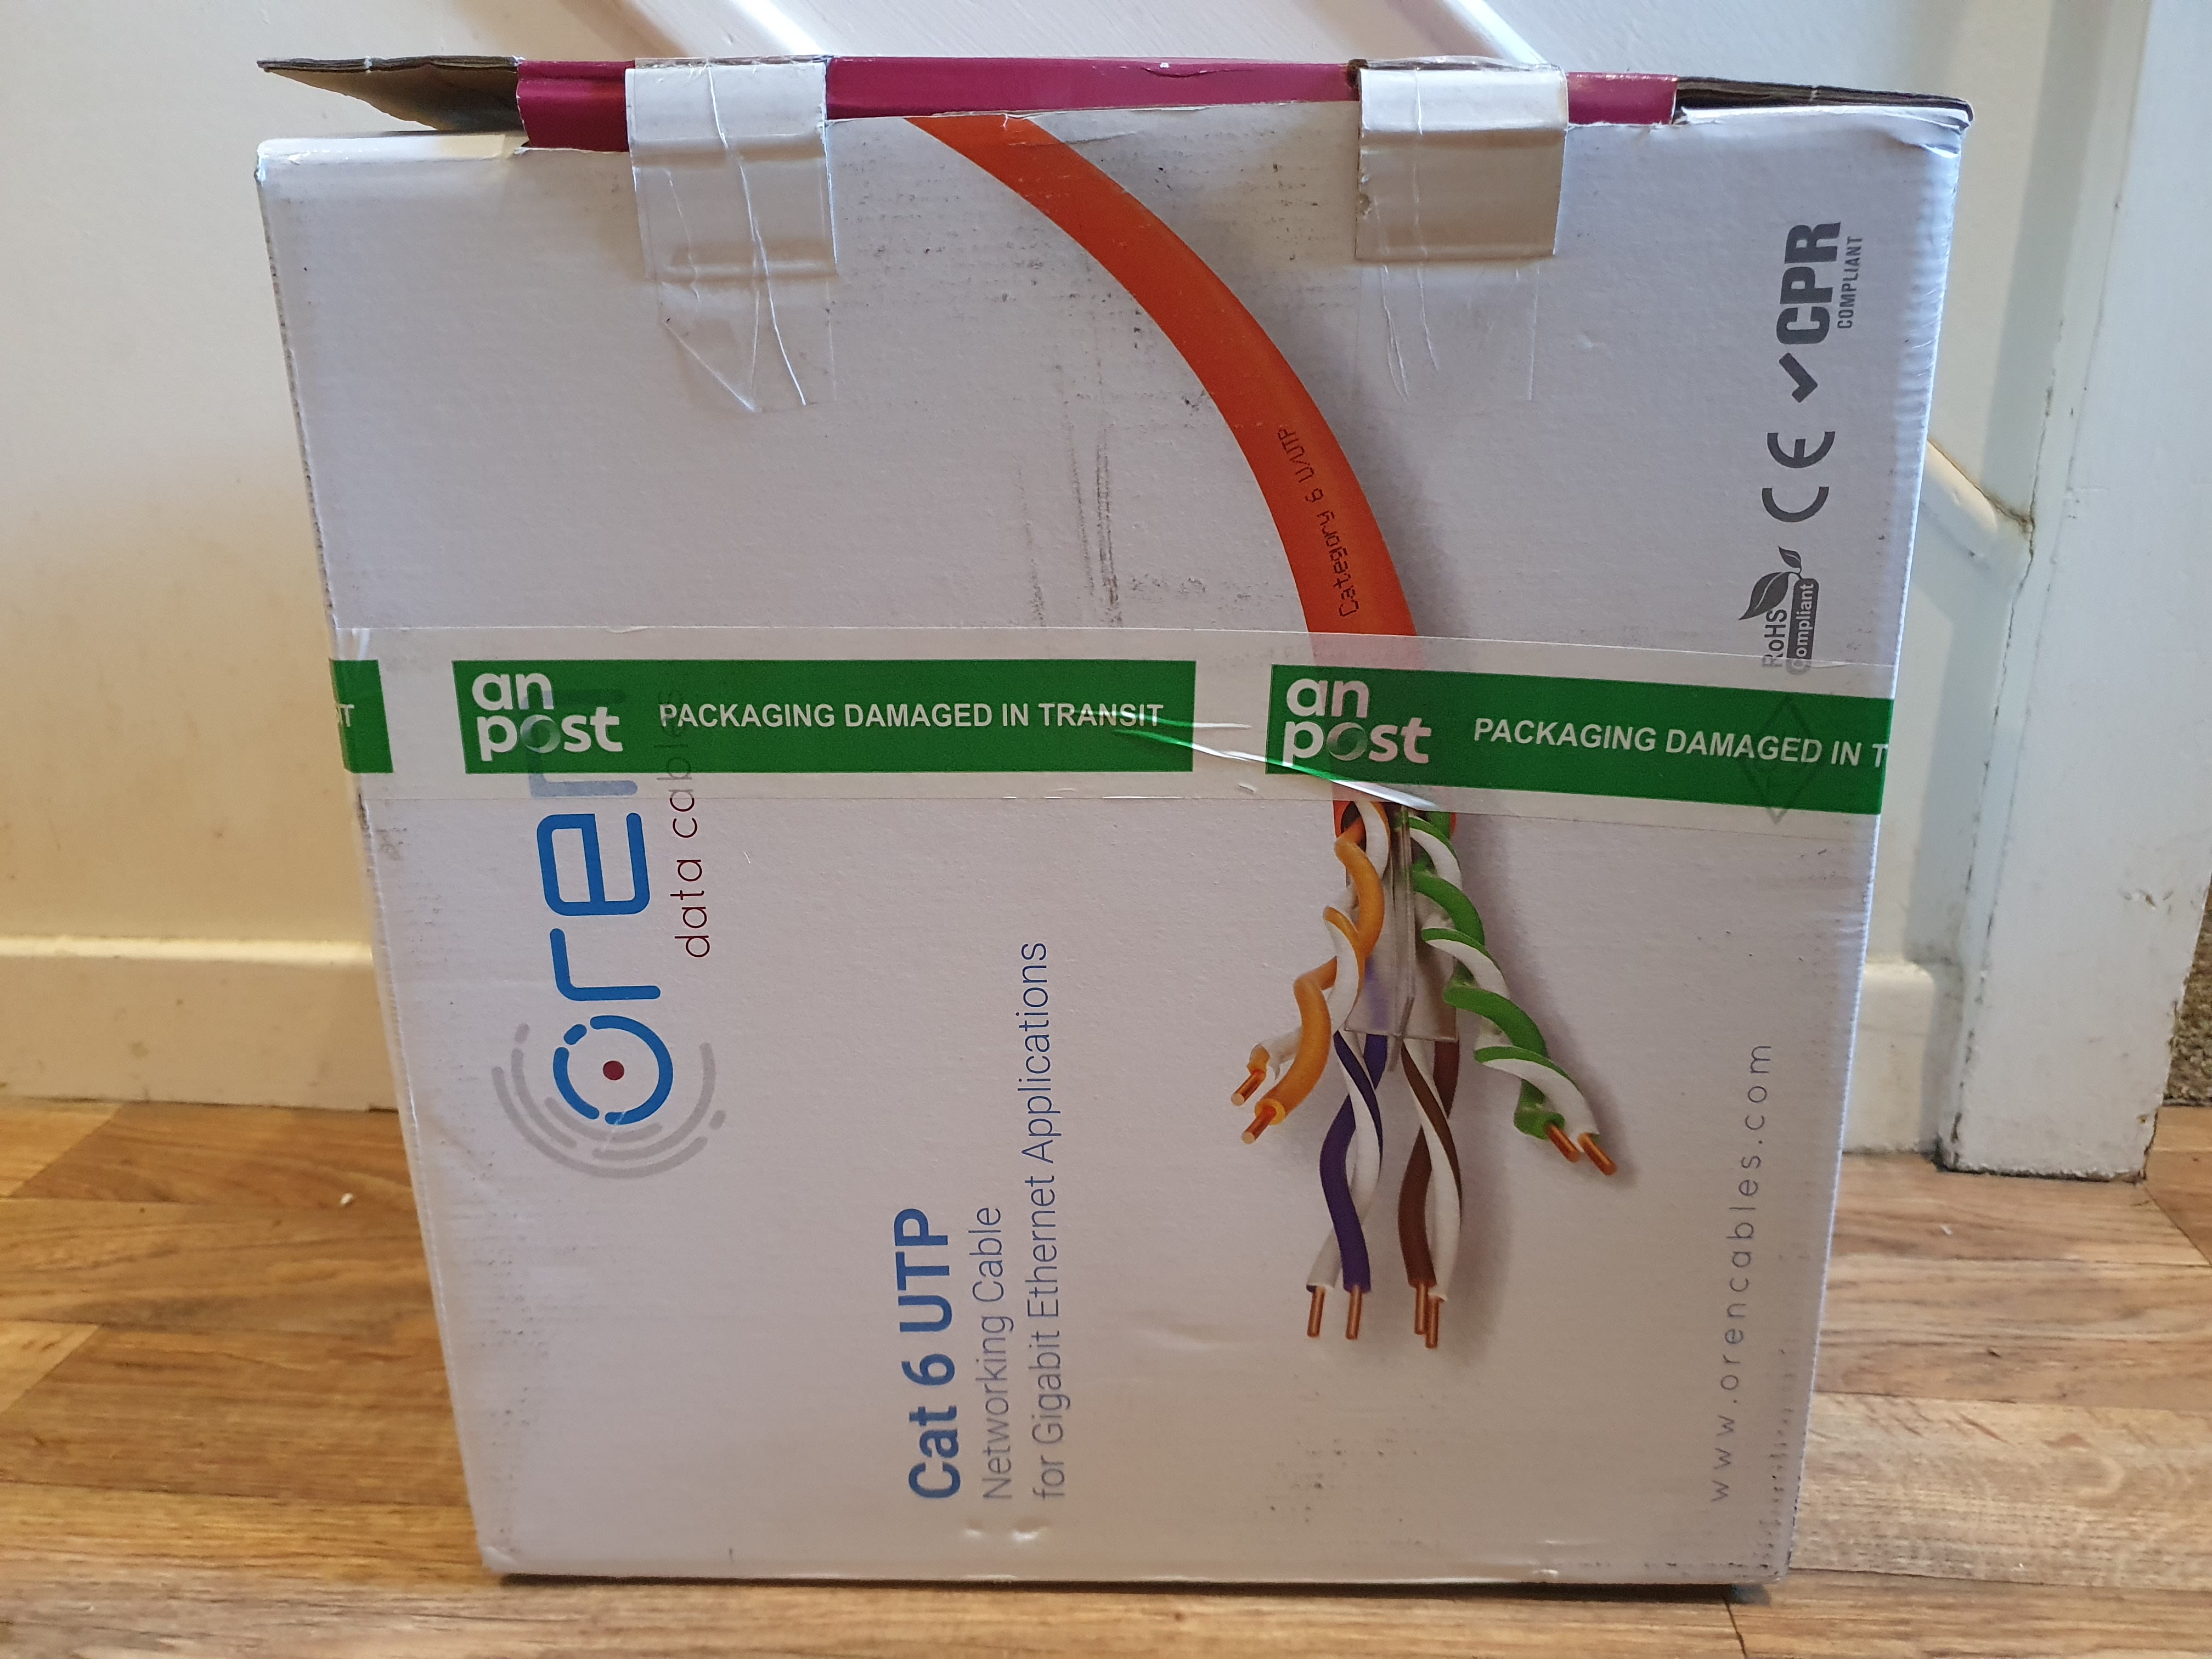 an
post
PACKAGING DAMAGED IN TRANSIT
an
post
PACKAGING DAMAGED IN T
IT
oren
data cables
Cat 6 UTP
Networking Cable
for Gigabit Ethernet Applications
Category 6 U/UTP
RoHS
Compliant
CE
CPR
COMPLIANT
www.orencables.com